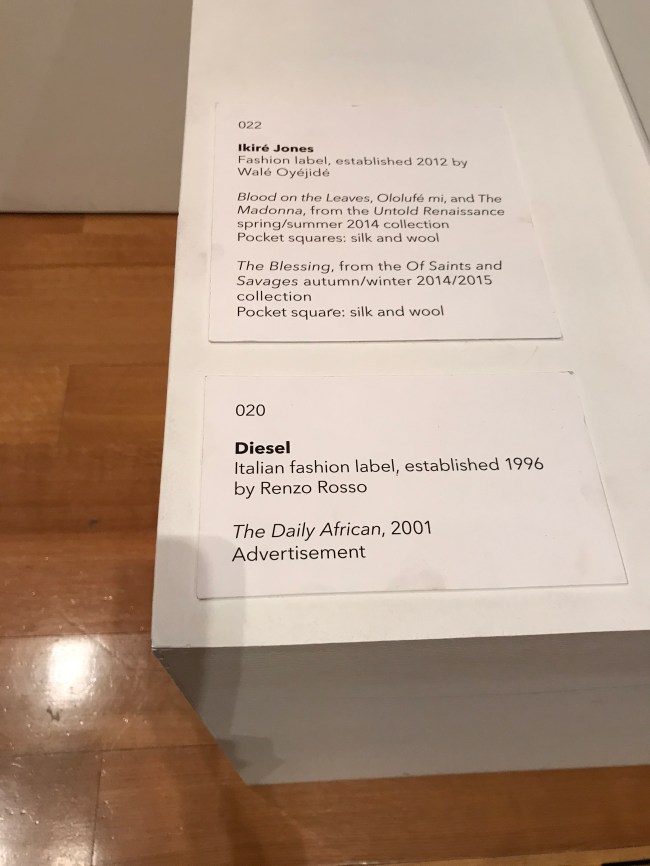 022
Ikiré Jones
Fashion label, established 2012 by
Walé Oyéjidé
Blood on the Leaves, Ololufé mi, and The
Madonna, from the Untold Renaissance
spring/summer 2014 collection
Pocket squares: silk and wool
The Blessing, from the Of Saints and
Savages autumn/winter 2014/2015
collection
Pocket square: silk and wool
020
Diesel
Italian fashion label, established 1996
by Renzo Rosso
The Daily African, 2001
Advertisement